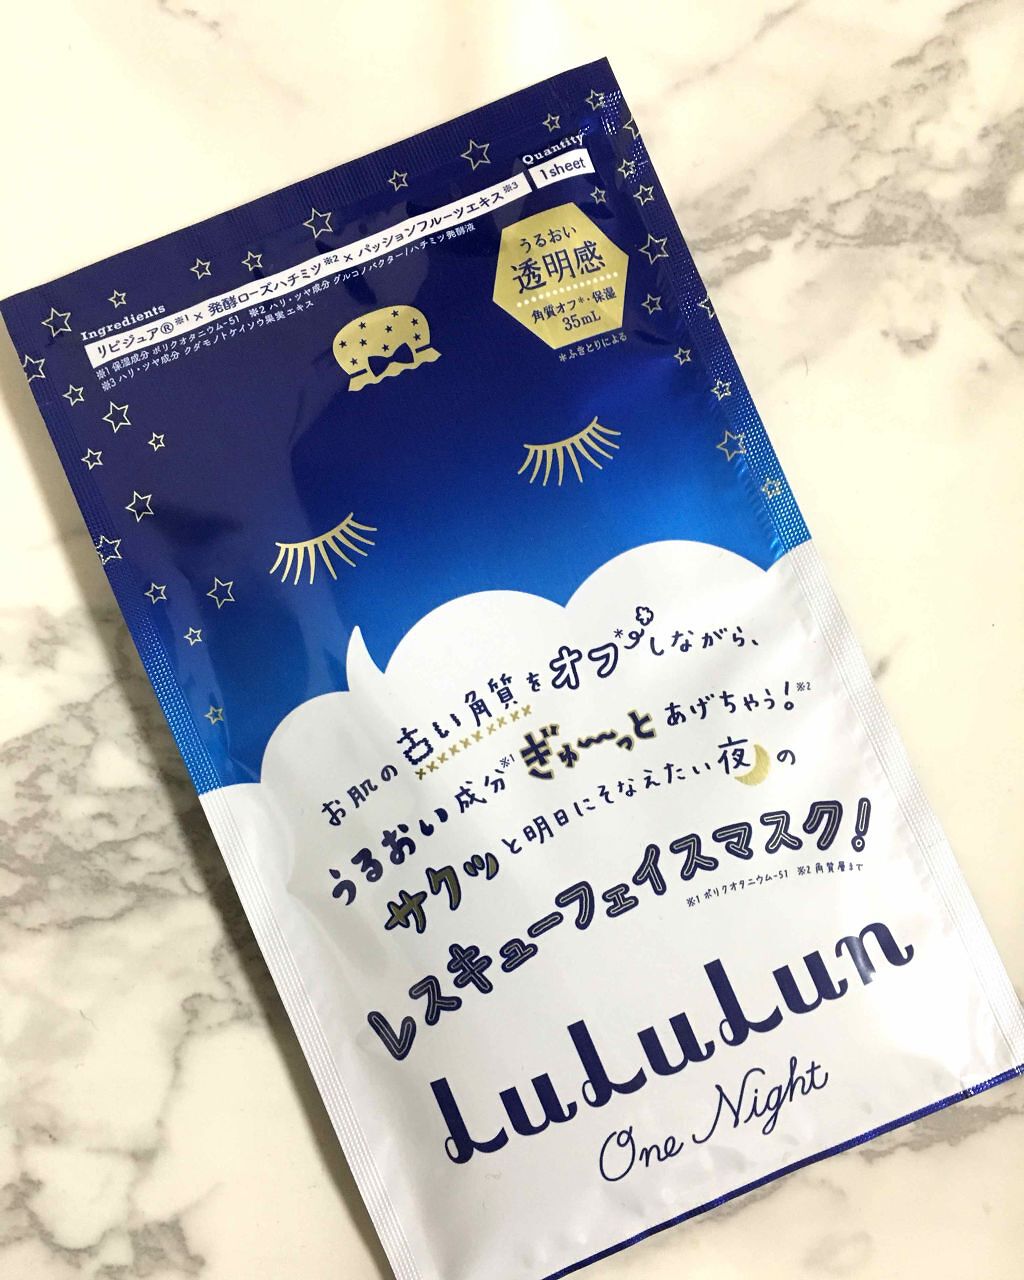 Quantity
1sheet
Ingredients
リピジュア®※1 × 発酵ローズハチミツ※2 × パッションフルーツエキス※3
※1 保湿成分 ポリクオタニウム-51 ※2 ハリ・ツヤ成分 グルコノバクター/ハチミツ発酵液
※3 ハリ・ツヤ成分 クダモノトケイソウ果実エキス
うるおい
透明感
角質オフ*・保湿
35mL
*ふきとりによる
お肌の古い角質をオフ*しながら、
うるおい成分※1ぎゅ〜〜っとあげちゃう!※2
サクッと明日にそなえたい夜の
レスキューフェイスマスク!
※1 ポリクオタニウム-51 ※2 角質層まで
LuLuLun
One Night